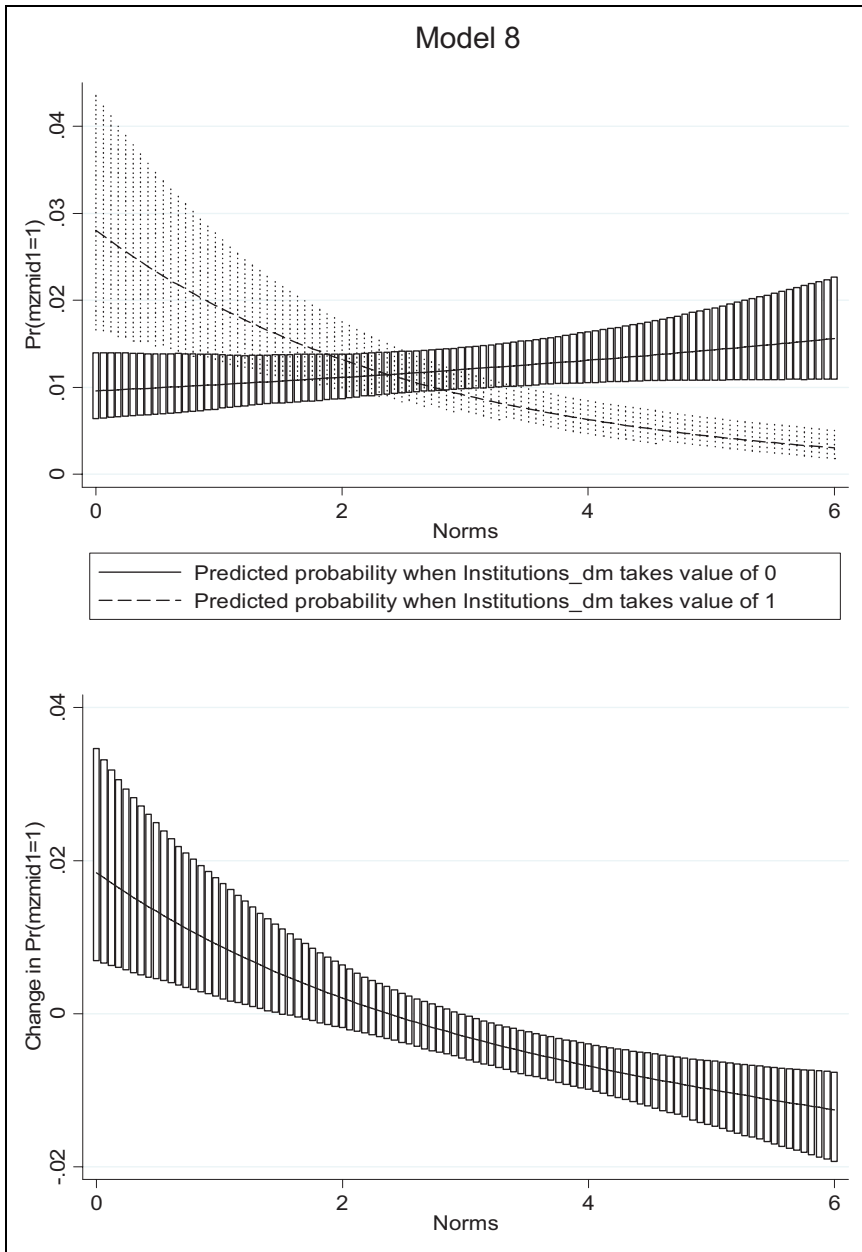 Model 8
.04
.03
.02
.01
0
Pr(mzmid1=1)
0 2 4 6
Norms
Predicted probability when Institutions_dm takes value of 0
Predicted probability when Institutions_dm takes value of 1
.04
.02
0
-.02
Change in Pr(mzmid1=1)
0 2 4 6
Norms